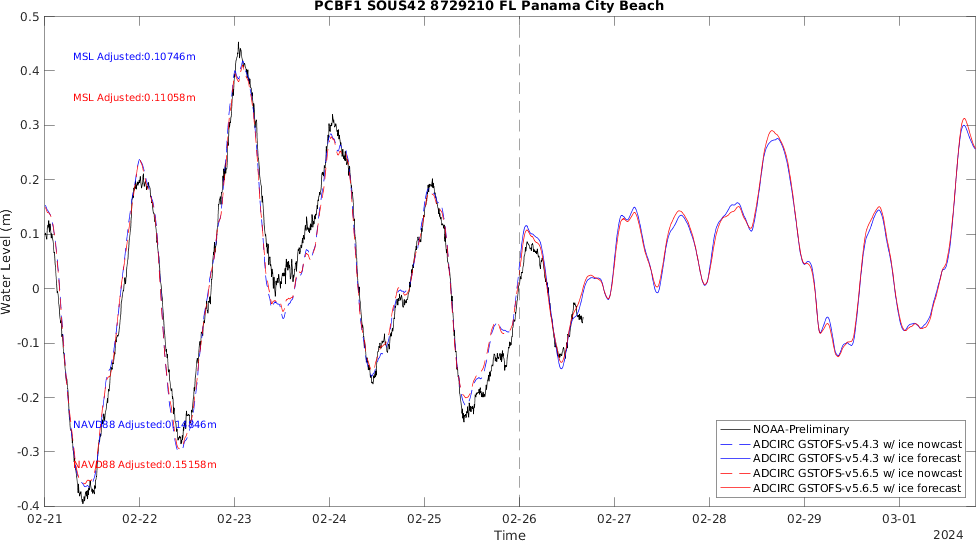 PCBF1 SOUS42 8729210 FL Panama City Beach
0.5
0.4
0.3
0.2
0.1
0
-0.1
-0.2
-0.3
-0.4
Water Level (m)
MSL Adjusted:0.10746m
MSL Adjusted:0.11058m
NAVD88 Adjusted:0.14846m
NAVD88 Adjusted:0.15158m
NOAA-Preliminary
ADCIRC GSTOFS-v5.4.3 w/ ice nowcast
ADCIRC GSTOFS-v5.4.3 w/ ice forecast
ADCIRC GSTOFS-v5.6.5 w/ ice nowcast
ADCIRC GSTOFS-v5.6.5 w/ ice forecast
02-21 02-22 02-23 02-24 02-25 02-26 02-27 02-28 02-29 03-01
Time
2024